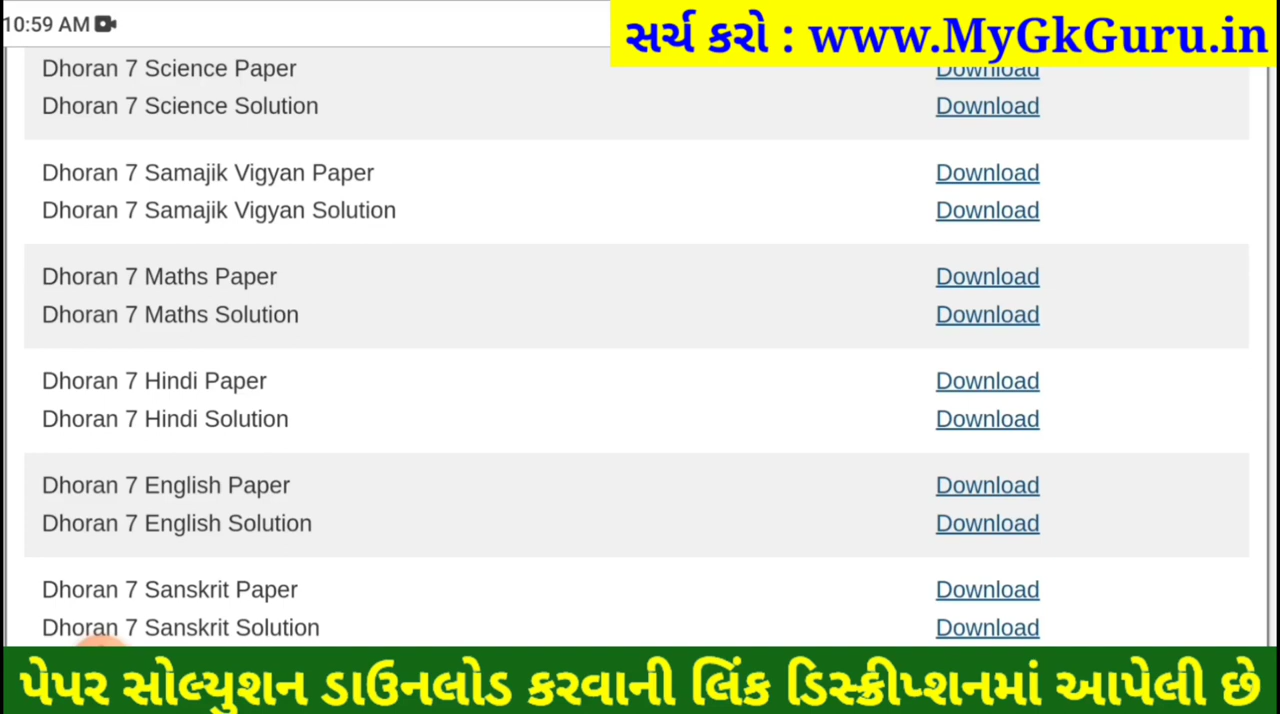 10:59 AM
સર્ચ કરો : www.MyGkGuru.in
Dhoran 7 Science Paper Download
Dhoran 7 Science Solution Download
Dhoran 7 Samajik Vigyan Paper Download
Dhoran 7 Samajik Vigyan Solution Download
Dhoran 7 Maths Paper Download
Dhoran 7 Maths Solution Download
Dhoran 7 Hindi Paper Download
Dhoran 7 Hindi Solution Download
Dhoran 7 English Paper Download
Dhoran 7 English Solution Download
Dhoran 7 Sanskrit Paper Download
Dhoran 7 Sanskrit Solution Download
પેપર સોલ્યુશન ડાઉનલોડ કરવાની લિંક ડિસ્ક્રીપ્શનમાં આપેલી છે